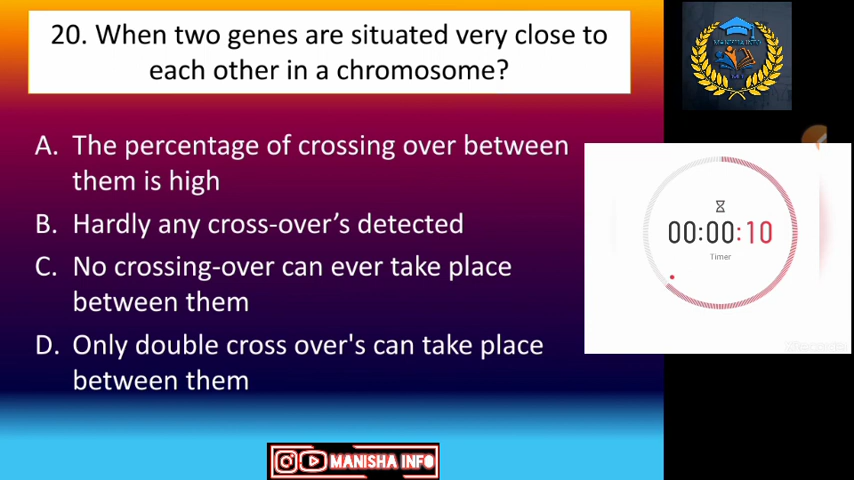 20. When two genes are situated very close to
each other in a chromosome?
MANISHA INFO
A. The percentage of crossing over between
them is high
B. Hardly any cross-over’s detected
C. No crossing-over can ever take place
between them
D. Only double cross over's can take place
between them
00:00:10
Timer
MANISHA INFO